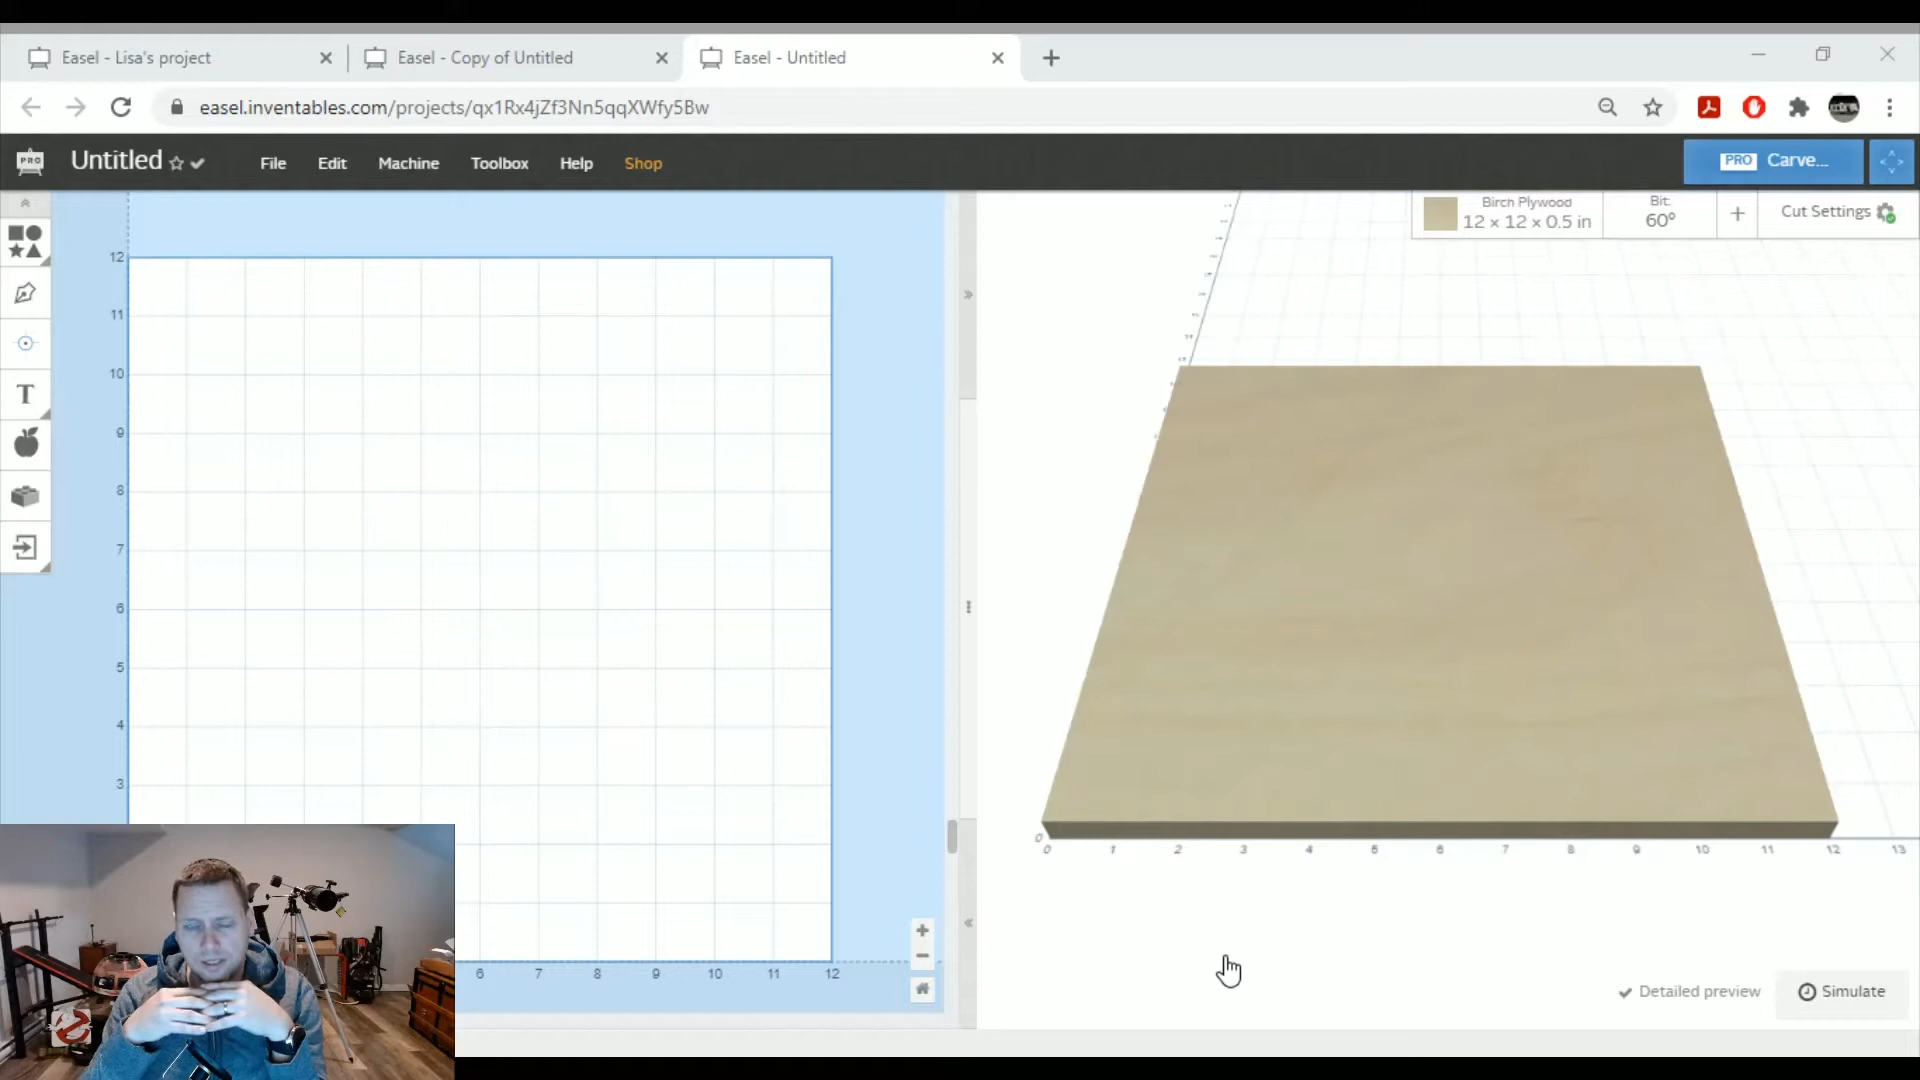 Easel - Lisa's project
Easel - Copy of Untitled
Easel - Untitled
easel.inventables.com/projects/qx1Rx4jZf3Nn5qqXWfy5Bw
PRO
Untitled
File
Edit
Machine
Toolbox
Help
Shop
PRO Carve...
Birch Plywood
12 × 12 × 0.5 in
Bit:
60°
Cut Settings
T
12
11
10
9
8
7
6
5
4
3
6 7 8 9 10 11 12
0
0 1 2 3 4 5 6 7 8 9 10 11 12 13
Detailed preview
Simulate